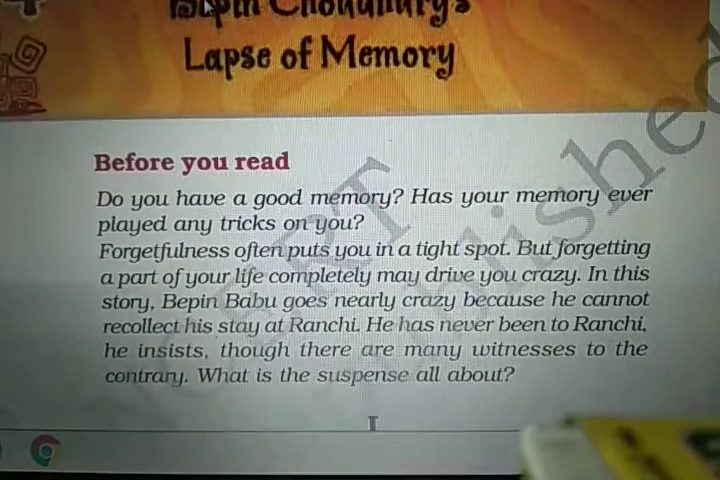 Bepin Choudhury's
Lapse of Memory
Before you read
Do you have a good memory? Has your memory ever
played any tricks on you?
Forgetfulness often puts you in a tight spot. But forgetting
a part of your life completely may drive you crazy. In this
story, Bepin Babu goes nearly crazy because he cannot
recollect his stay at Ranchi. He has never been to Ranchi,
he insists, though there are many witnesses to the
contrary. What is the suspense all about?